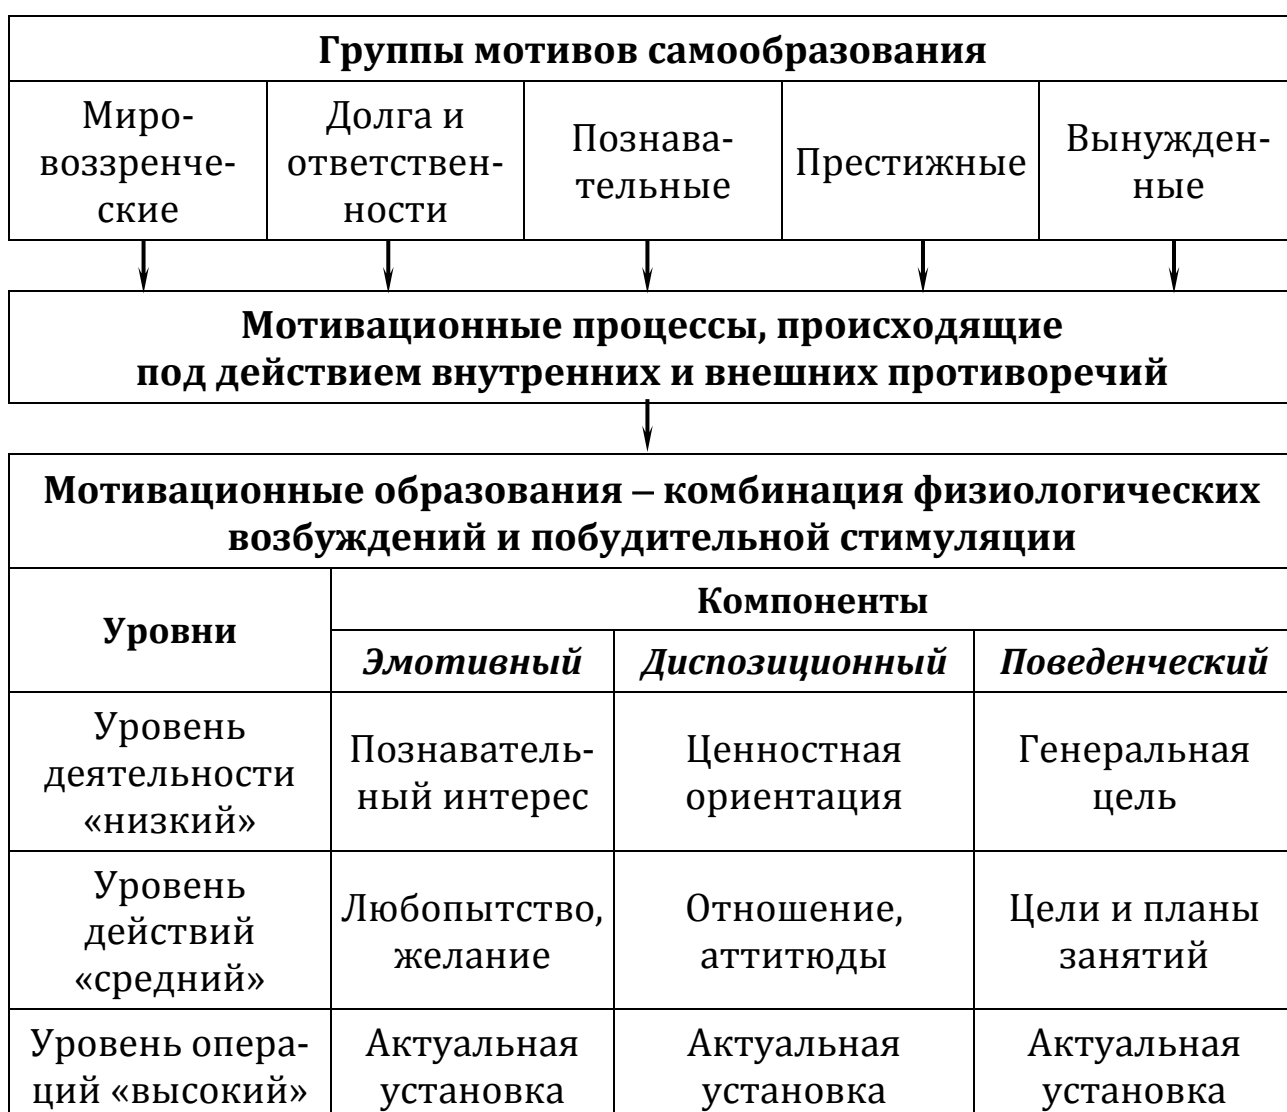 Группы мотивов самообразования
Миро-
воззренче-
ские
Долга и
ответствен-
ности
Познава-
тельные
Престижные
Вынужден-
ные
Мотивационные процессы, происходящие
под действием внутренних и внешних противоречий
Мотивационные образования – комбинация физиологических
возбуждений и побудительной стимуляции
Уровни
Компоненты
Эмотивный
Диспозиционный
Поведенческий
Уровень
деятельности
«низкий»
Познаватель-
ный интерес
Ценностная
ориентация
Генеральная
цель
Уровень
действий
«средний»
Любопытство,
желание
Отношение,
аттитюды
Цели и планы
занятий
Уровень опера-
ций «высокий»
Актуальная
установка
Актуальная
установка
Актуальная
установка